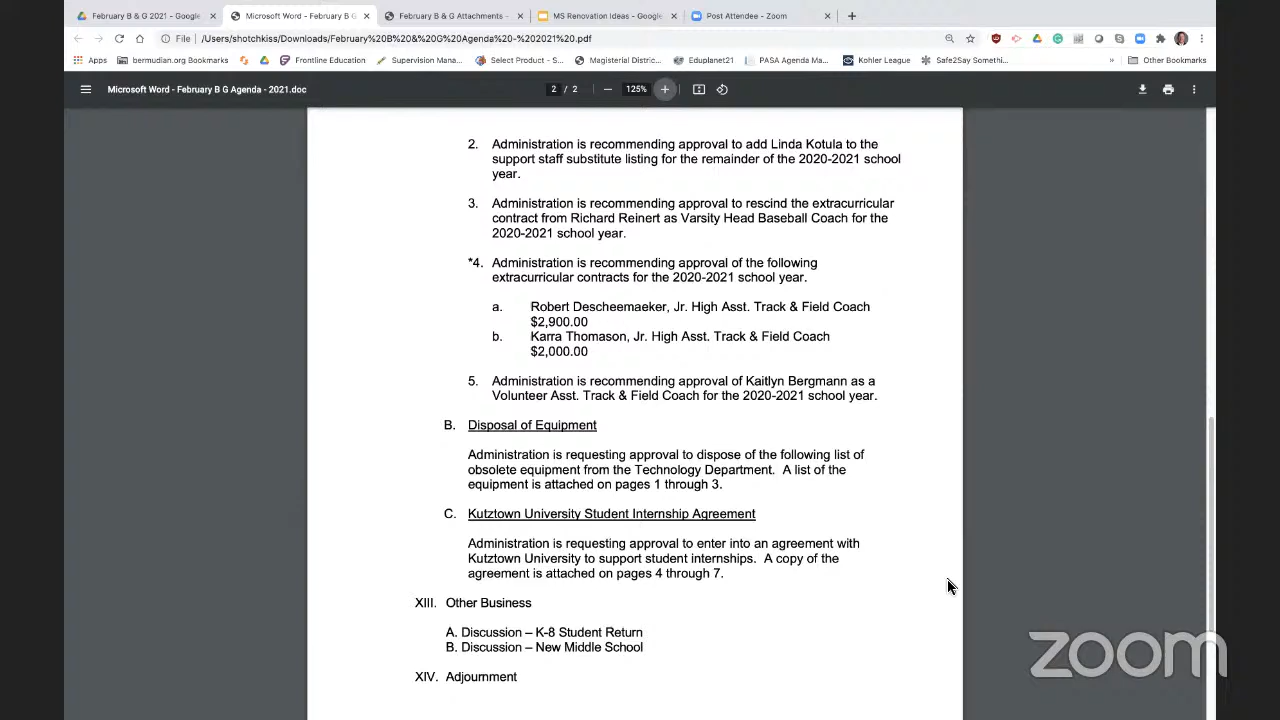 February B & G 2021 - Google
Microsoft Word - February B G
February B & G Attachments -
MS Renovation Ideas - Google
Post Attendee - Zoom
File
/Users/shotchkiss/Downloads/February%20B%20&%20G%20Agenda%20-%202021%20.pdf
Apps
bermudian.org Bookmarks
Frontline Education
Supervision Mana...
Select Product - S...
Magisterial Distric...
Eduplanet21
PASA Agenda Ma...
Kohler League
Safe2Say Somethi...
»
Other Bookmarks
Microsoft Word - February B G Agenda - 2021.doc
2 / 2
125%
2. Administration is recommending approval to add Linda Kotula to the
support staff substitute listing for the remainder of the 2020-2021 school
year.
3. Administration is recommending approval to rescind the extracurricular
contract from Richard Reinert as Varsity Head Baseball Coach for the
2020-2021 school year.
*4. Administration is recommending approval of the following
extracurricular contracts for the 2020-2021 school year.
a. Robert Descheemaeker, Jr. High Asst. Track & Field Coach
$2,900.00
b. Karra Thomason, Jr. High Asst. Track & Field Coach
$2,000.00
5. Administration is recommending approval of Kaitlyn Bergmann as a
Volunteer Asst. Track & Field Coach for the 2020-2021 school year.
B. Disposal of Equipment
Administration is requesting approval to dispose of the following list of
obsolete equipment from the Technology Department. A list of the
equipment is attached on pages 1 through 3.
C. Kutztown University Student Internship Agreement
Administration is requesting approval to enter into an agreement with
Kutztown University to support student internships. A copy of the
agreement is attached on pages 4 through 7.
XIII. Other Business
A. Discussion – K-8 Student Return
B. Discussion – New Middle School
XIV. Adjournment
zoom